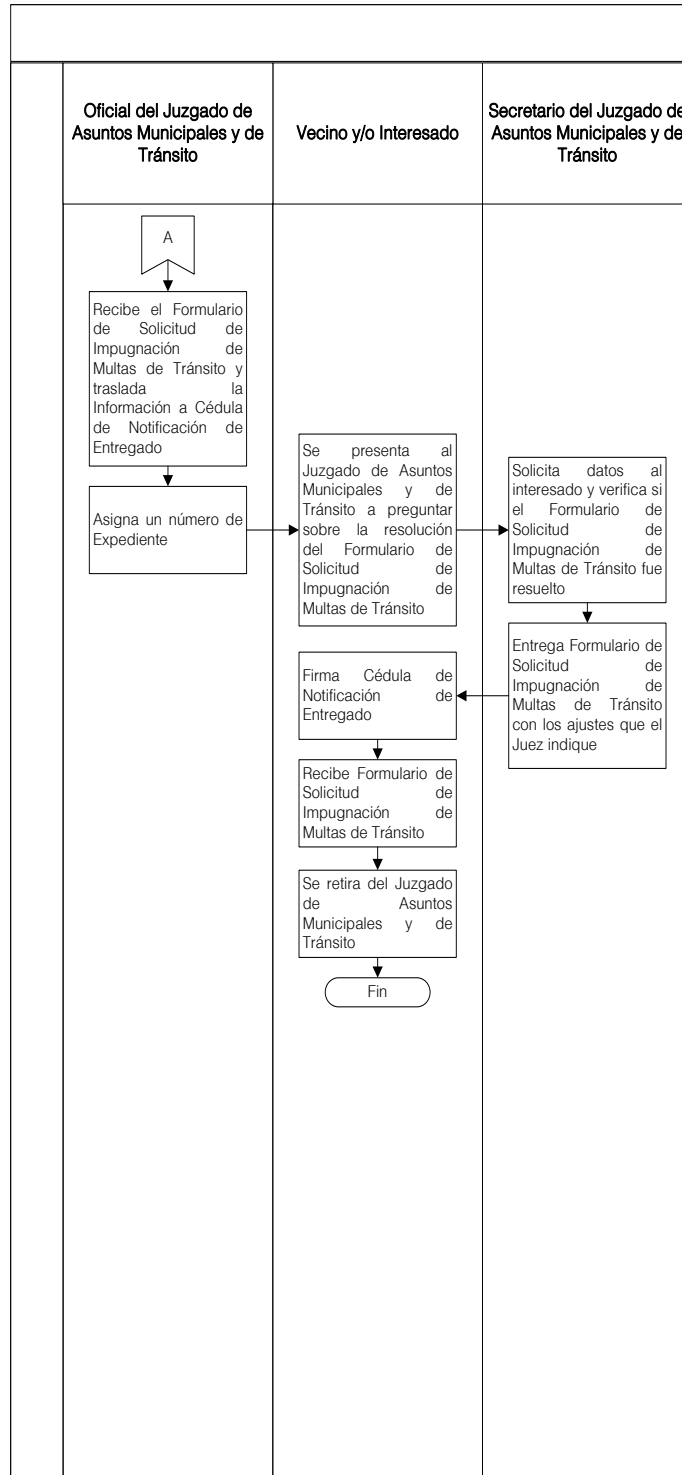 Oficial del Juzgado de
Asuntos Municipales y de
Tránsito
Vecino y/o Interesado
Secretario del Juzgado de
Asuntos Municipales y de
Tránsito
A
Recibe el Formulario
de Solicitud de
Impugnación de
Multas de Tránsito y
traslada la
Información a Cédula
de Notificación de
Entregado
Asigna un número de
Expediente
Se presenta al
Juzgado de Asuntos
Municipales y de
Tránsito a preguntar
sobre la resolución
del Formulario de
Solicitud de
Impugnación de
Multas de Tránsito
Solicita datos al
interesado y verifica si
el Formulario de
Solicitud de
Impugnación de
Multas de Tránsito fue
resuelto
Entrega Formulario de
Solicitud de
Impugnación de
Multas de Tránsito
con los ajustes que el
Juez indique
Firma Cédula de
Notificación de
Entregado
Recibe Formulario de
Solicitud de
Impugnación de
Multas de Tránsito
Se retira del Juzgado
de Asuntos
Municipales y de
Tránsito
Fin